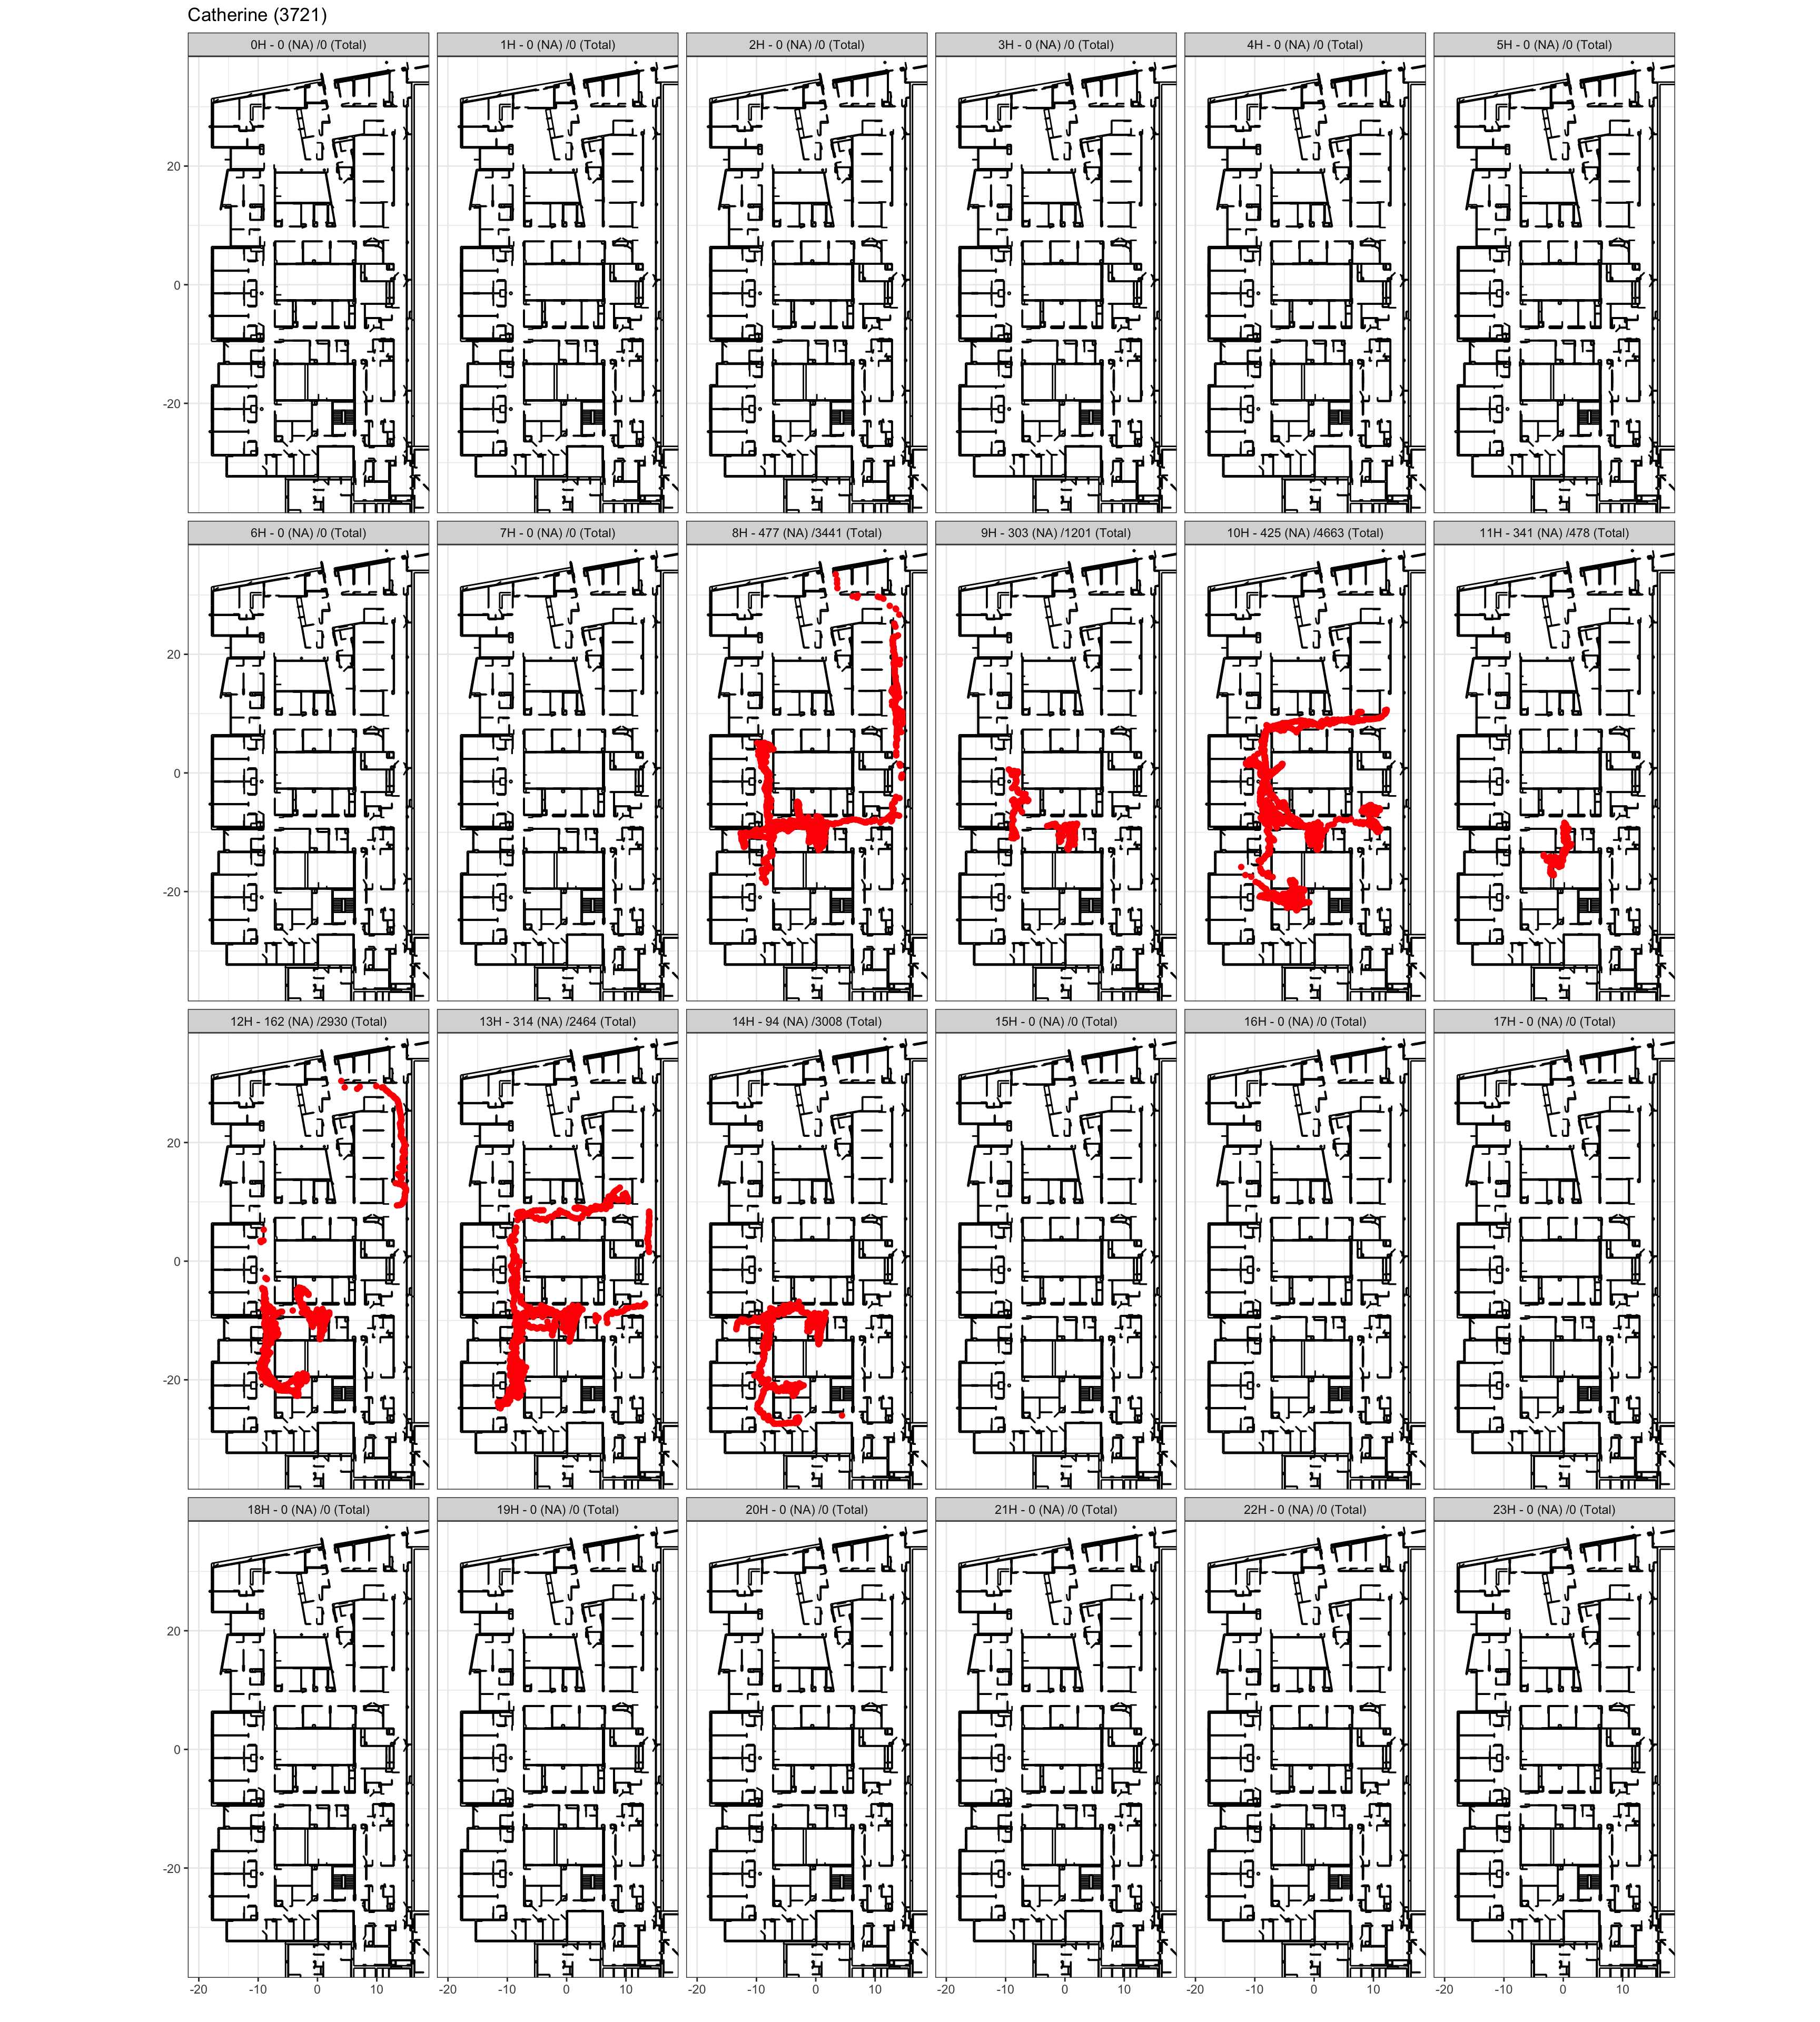 Catherine (3721)
0H - 0 (NA) /0 (Total) 1H - 0 (NA) /0 (Total) 2H - 0 (NA) /0 (Total) 3H - 0 (NA) /0 (Total) 4H - 0 (NA) /0 (Total) 5H - 0 (NA) /0 (Total)
20
0
-20
6H - 0 (NA) /0 (Total) 7H - 0 (NA) /0 (Total) 8H - 477 (NA) /3441 (Total) 9H - 303 (NA) /1201 (Total) 10H - 425 (NA) /4663 (Total) 11H - 341 (NA) /478 (Total)
20
0
-20
12H - 162 (NA) /2930 (Total) 13H - 314 (NA) /2464 (Total) 14H - 94 (NA) /3008 (Total) 15H - 0 (NA) /0 (Total) 16H - 0 (NA) /0 (Total) 17H - 0 (NA) /0 (Total)
20
0
-20
18H - 0 (NA) /0 (Total) 19H - 0 (NA) /0 (Total) 20H - 0 (NA) /0 (Total) 21H - 0 (NA) /0 (Total) 22H - 0 (NA) /0 (Total) 23H - 0 (NA) /0 (Total)
20
0
-20
-20 -10 0 10 -20 -10 0 10 -20 -10 0 10 -20 -10 0 10 -20 -10 0 10 -20 -10 0 10